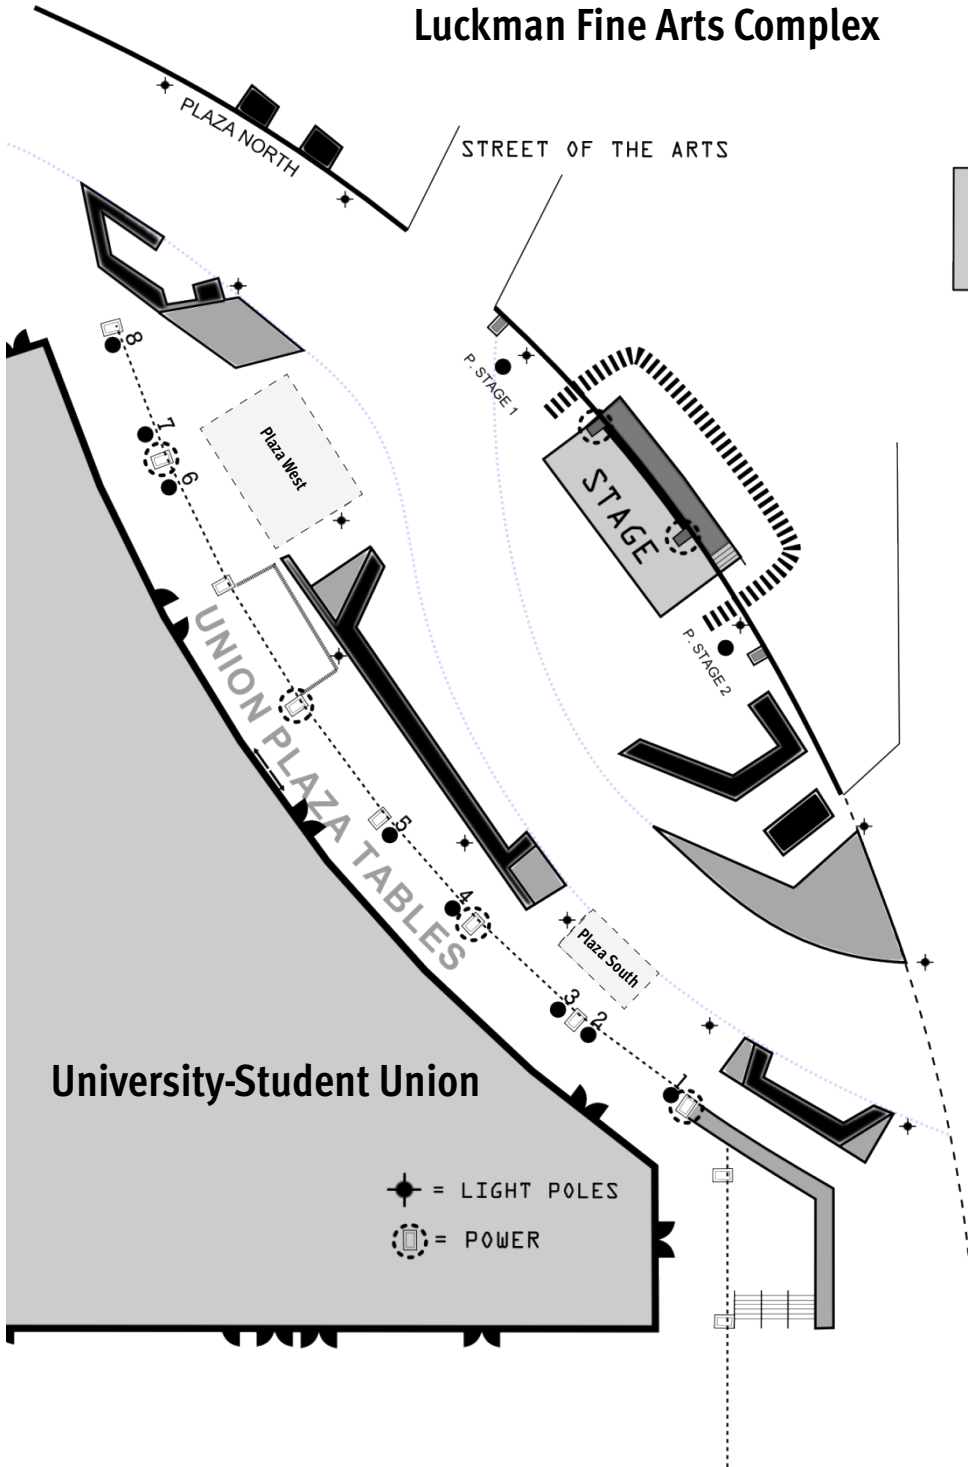 Luckman Fine Arts Complex
PLAZA NORTH
STREET OF THE ARTS
P. STAGE 1
8
7
6
Plaza West
STAGE
P. STAGE 2
UNION PLAZA TABLES
5
4
Plaza South
3
2
1
University-Student Union
= LIGHT POLES
= POWER